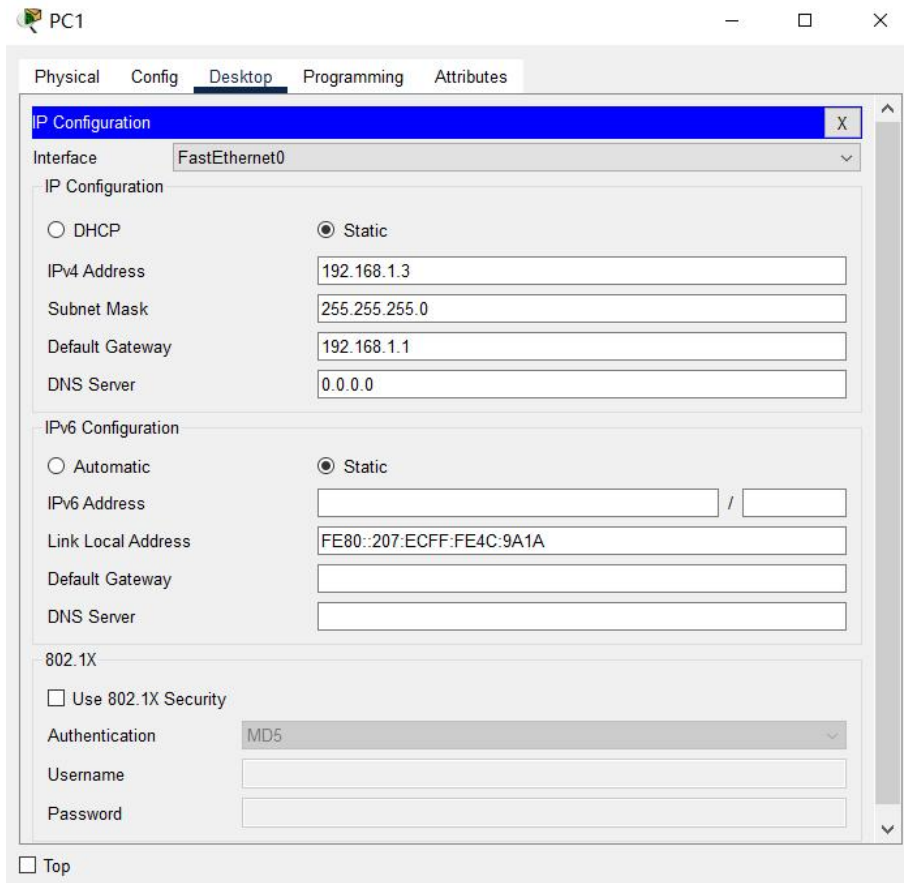 PC1
Physical Config Desktop Programming Attributes
IP Configuration X
Interface FastEthernet0
IP Configuration
DHCP Static
IPv4 Address 192.168.1.3
Subnet Mask 255.255.255.0
Default Gateway 192.168.1.1
DNS Server 0.0.0.0
IPv6 Configuration
Automatic Static
IPv6 Address /
Link Local Address FE80::207:ECFF:FE4C:9A1A
Default Gateway
DNS Server
802.1X
Use 802.1X Security
Authentication MD5
Username
Password
Top